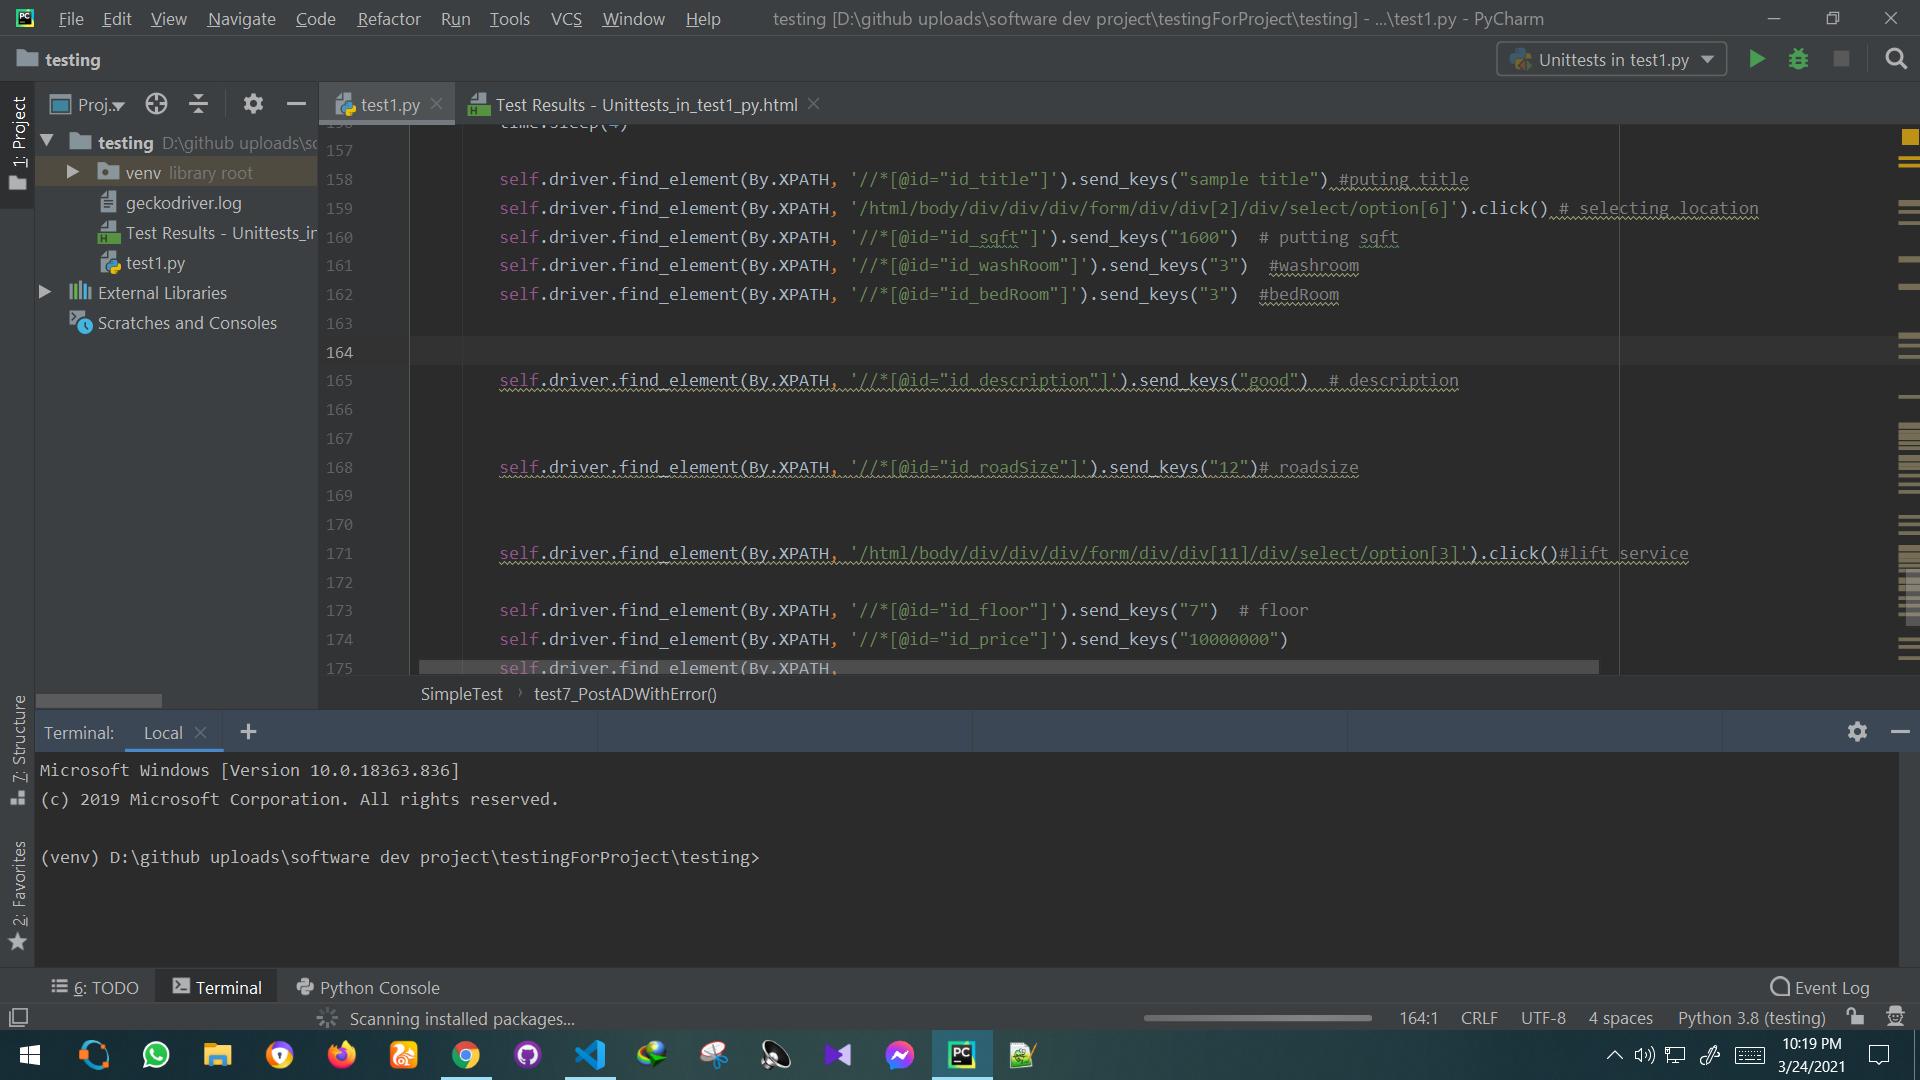 File Edit View Navigate Code Refactor Run Tools VCS Window Help testing [D:\github uploads\software dev project\testingForProject\testing] - ...\test1.py - PyCharm
testing
Unittests in test1.py
1: Project
Proj..
test1.py
Test Results - Unittests_in_test1_py.html
testing D:\github uploads\so
venv library root
geckodriver.log
Test Results - Unittests_in
test1.py
External Libraries
Scratches and Consoles
156 time.sleep(4)
157
158 self.driver.find_element(By.XPATH, '//*[@id="id_title"]').send_keys("sample title") #puting title
159 self.driver.find_element(By.XPATH, '/html/body/div/div/div/form/div/div[2]/div/select/option[6]').click() # selecting location
160 self.driver.find_element(By.XPATH, '//*[@id="id_sqft"]').send_keys("1600") # putting sqft
161 self.driver.find_element(By.XPATH, '//*[@id="id_washRoom"]').send_keys("3") #washroom
162 self.driver.find_element(By.XPATH, '//*[@id="id_bedRoom"]').send_keys("3") #bedRoom
163
164
165 self.driver.find_element(By.XPATH, '//*[@id="id_description"]').send_keys("good") # description
166
167
168 self.driver.find_element(By.XPATH, '//*[@id="id_roadSize"]').send_keys("12")# roadsize
169
170
171 self.driver.find_element(By.XPATH, '/html/body/div/div/div/form/div/div[11]/div/select/option[3]').click()#lift service
172
173 self.driver.find_element(By.XPATH, '//*[@id="id_floor"]').send_keys("7") # floor
174 self.driver.find_element(By.XPATH, '//*[@id="id_price"]').send_keys("10000000")
175 self.driver.find_element(By.XPATH,
SimpleTest › test7_PostADWithError()
7: Structure
2: Favorites
Terminal: Local
Microsoft Windows [Version 10.0.18363.836]
(c) 2019 Microsoft Corporation. All rights reserved.
(venv) D:\github uploads\software dev project\testingForProject\testing>
6: TODO Terminal Python Console Event Log
Scanning installed packages... 164:1 CRLF UTF-8 4 spaces Python 3.8 (testing)
10:19 PM
3/24/2021